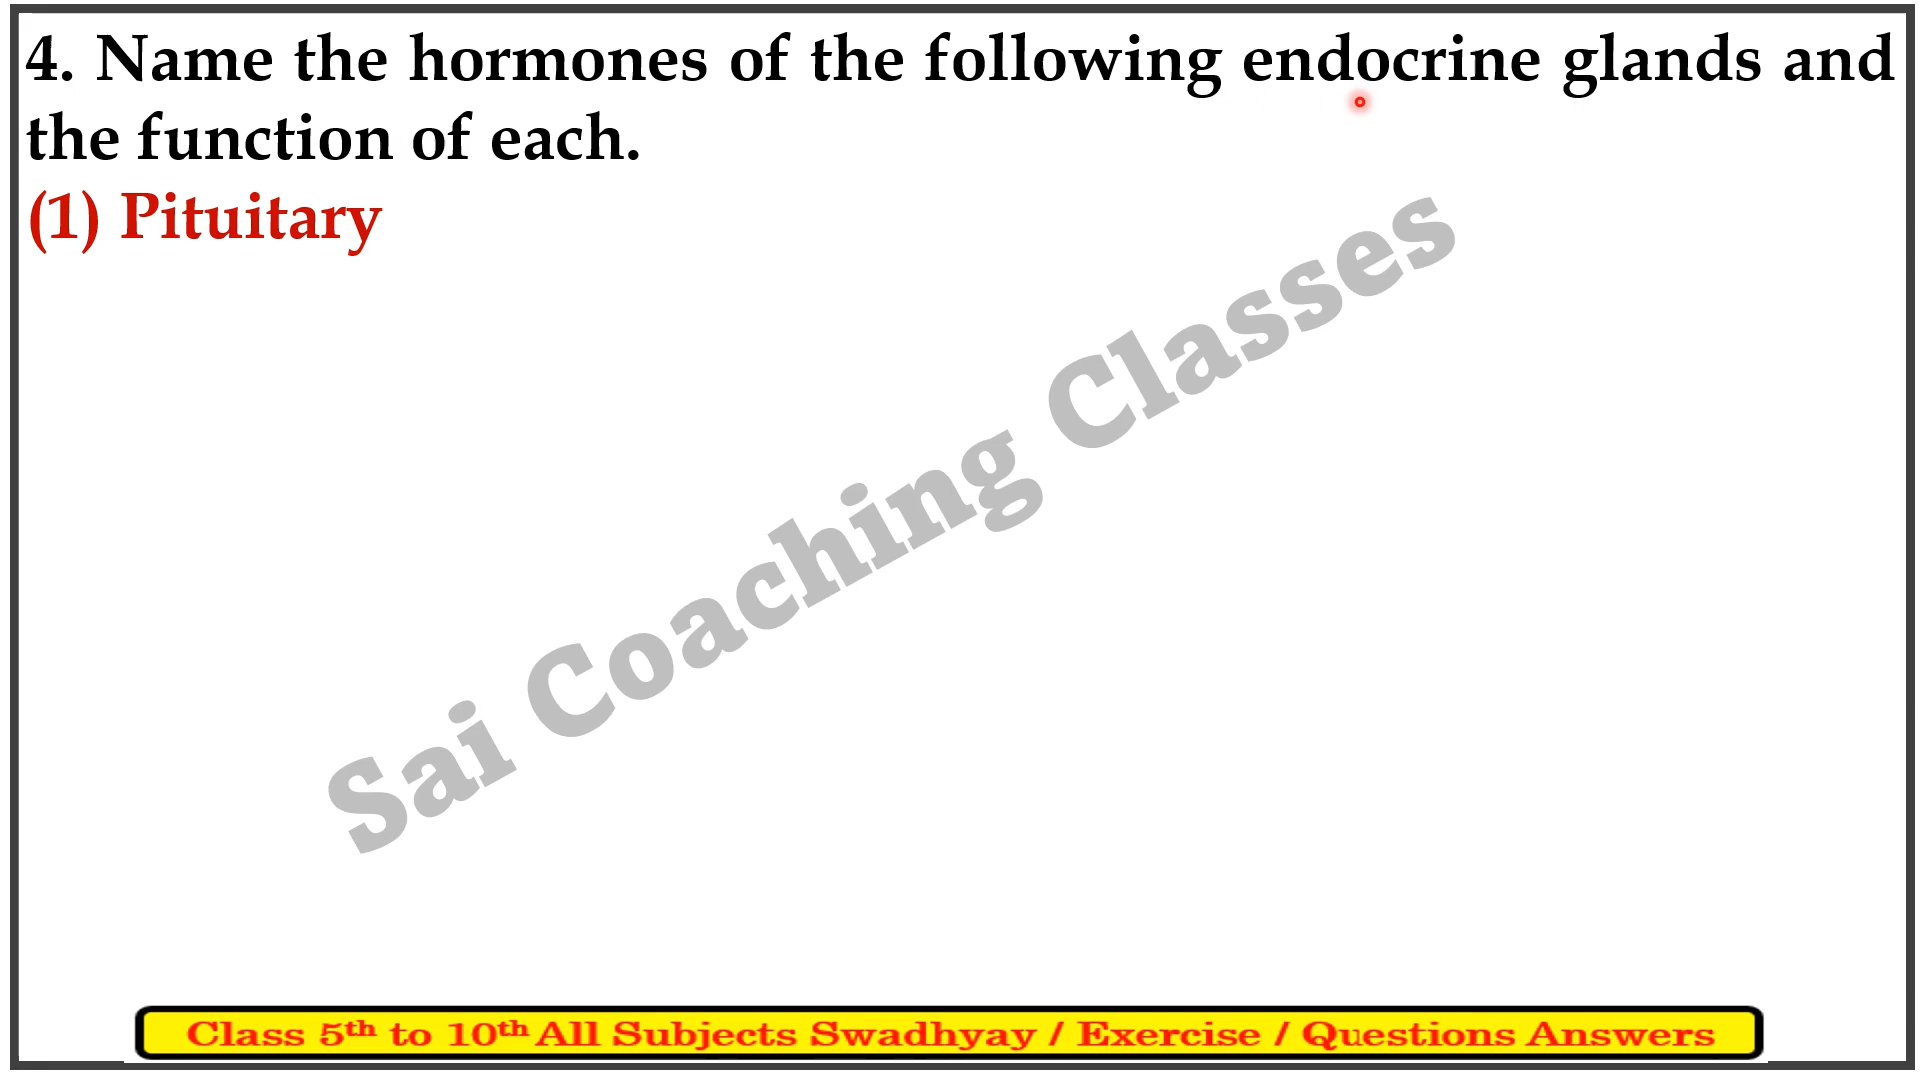 4. Name the hormones of the following endocrine glands and
the function of each.
(1) Pituitary
Sai Coaching Classes
Class 5th to 10th All Subjects Swadhyay / Exercise / Questions Answers